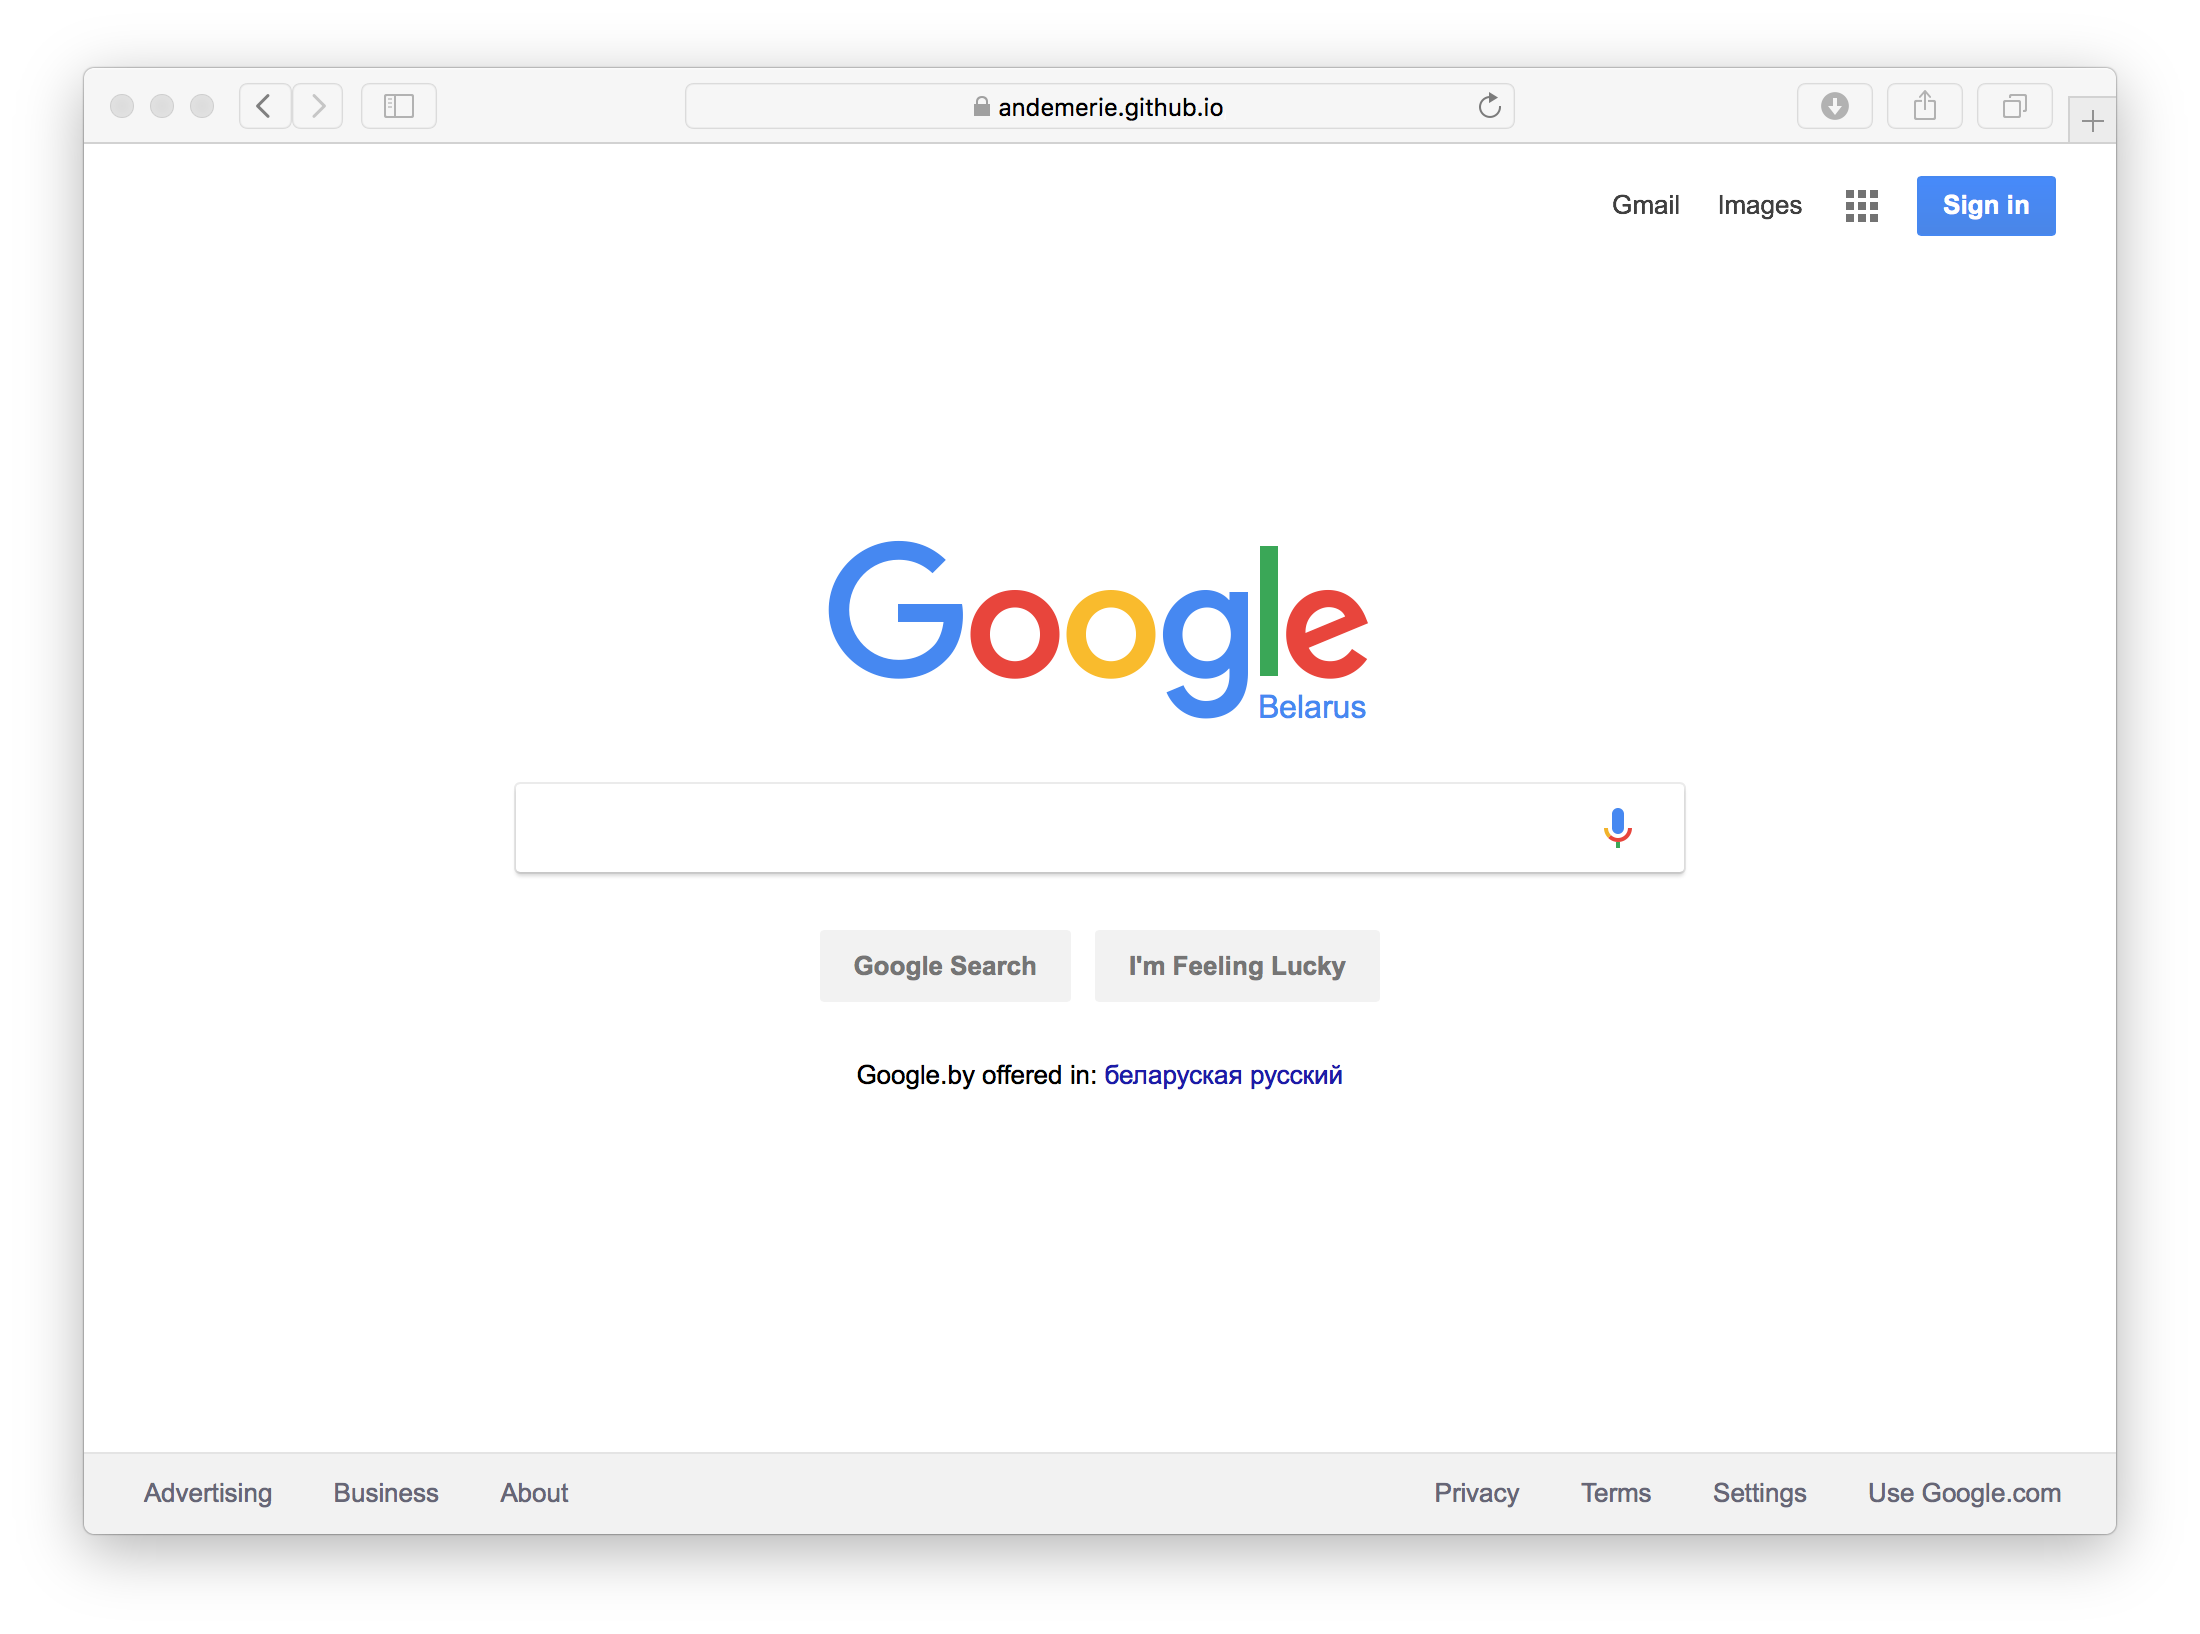 andemerie.github.io
Gmail Images Sign in
Google
Belarus
Google Search I'm Feeling Lucky
Google.by offered in: беларуская русский
Advertising Business About Privacy Terms Settings Use Google.com